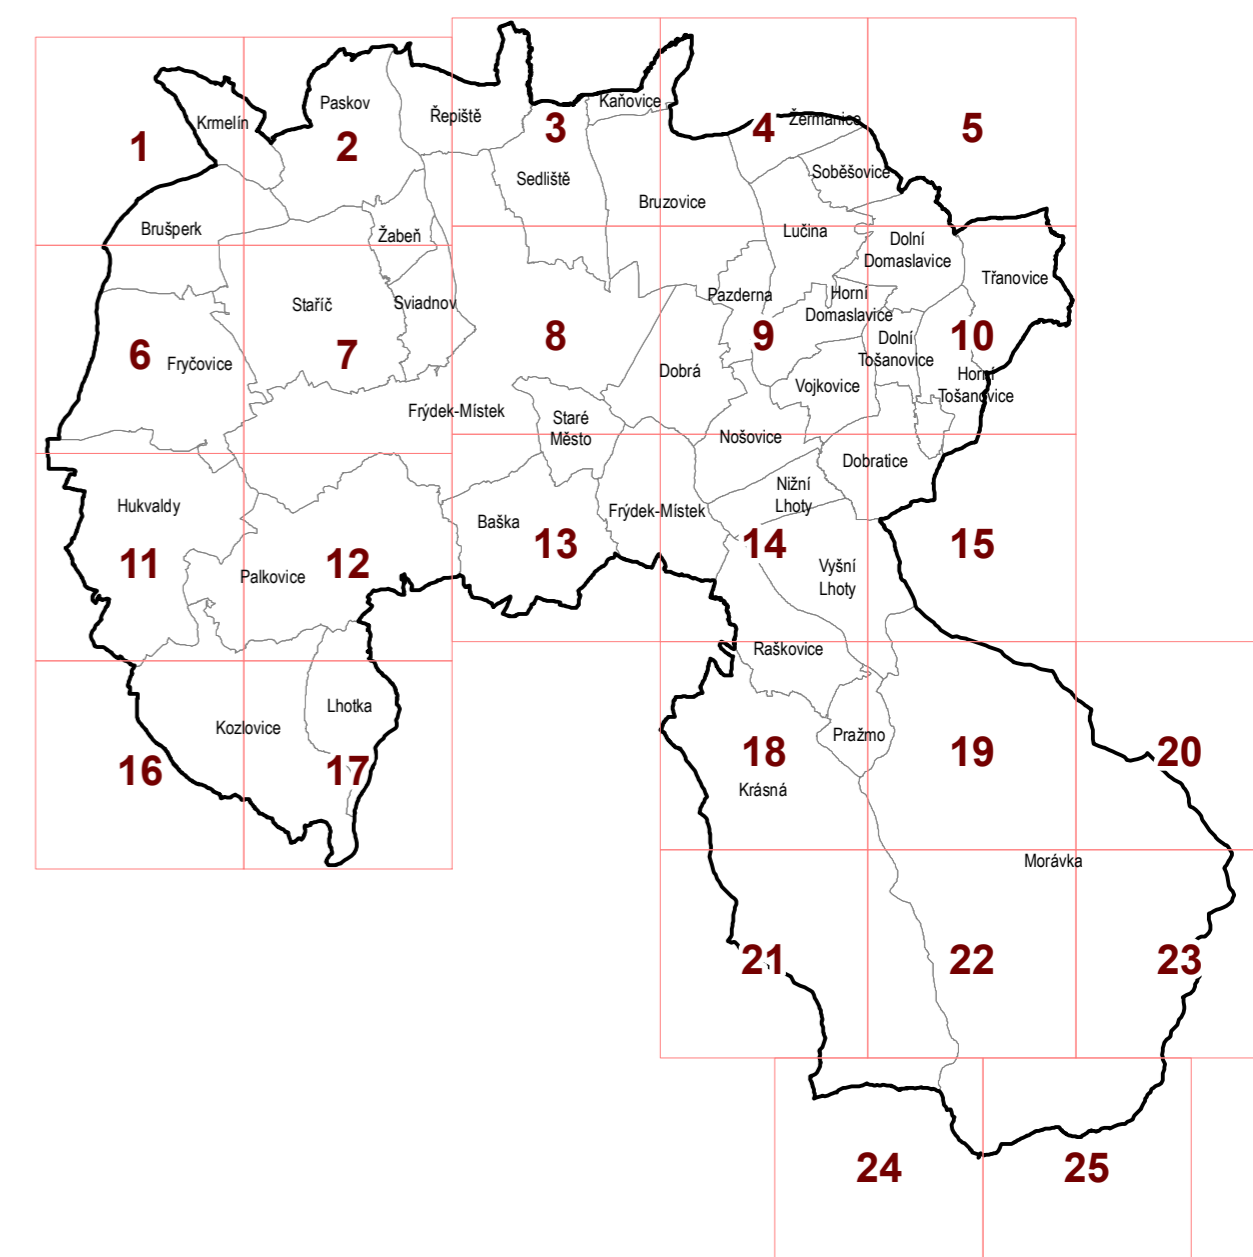 Paskov
Kaňovice
Řepiště
Krmelín
Žermanice
1
2
3
4
5
Soběšovice
Sedliště
Bruzovice
Brušperk
Žabeň
Lučina
Dolní
Domaslavice
Třanovice
Staříč
Sviadnov
Pazderna
Horní
Domaslavice
6
7
8
9
10
Dolní
Tošanovice
Fryčovice
Dobrá
Horní
Tošanovice
Vojkovice
Frýdek-Místek
Staré
Město
Nošovice
Dobratice
Hukvaldy
Nižní
Lhoty
Frýdek-Místek
Baška
11
12
13
14
15
Palkovice
Vyšní
Lhoty
Raškovice
Lhotka
Kozlovice
Pražmo
16
17
18
19
20
Krásná
Morávka
21
22
23
24
25